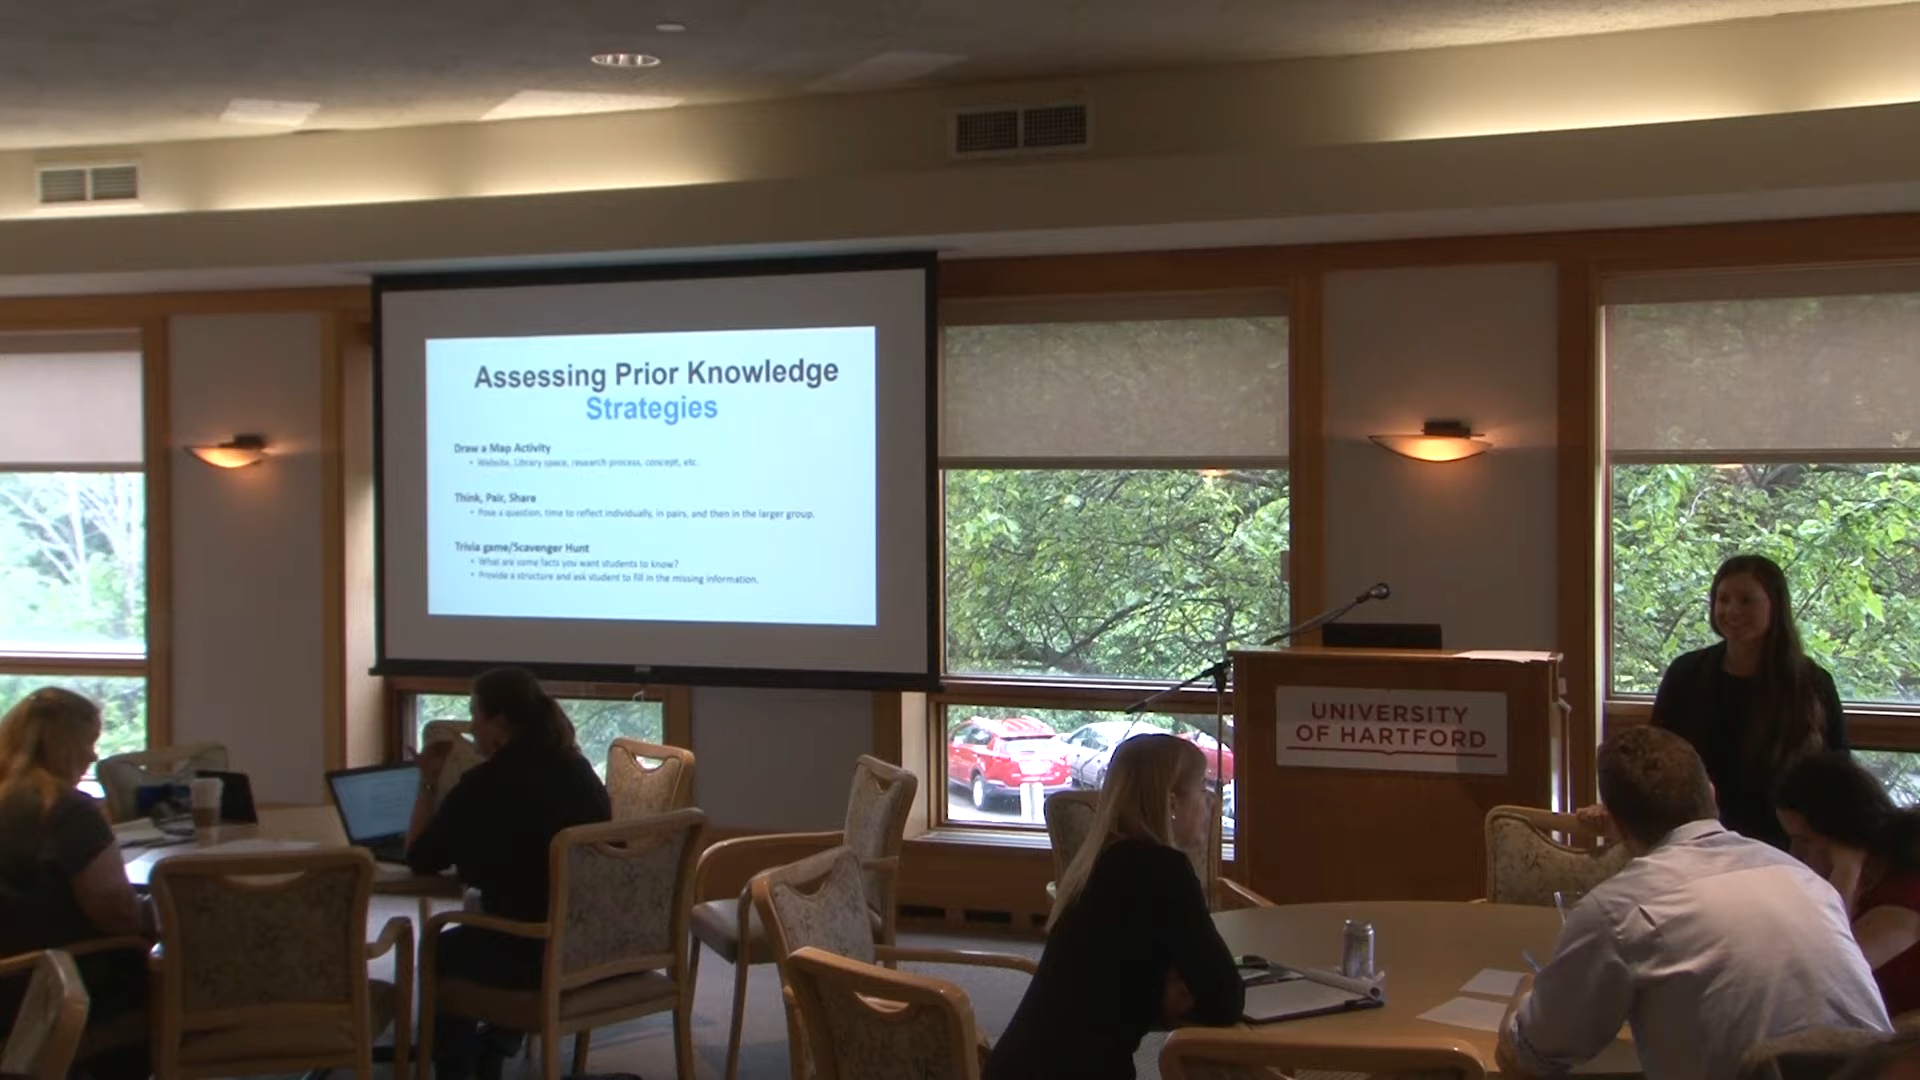 Assessing Prior Knowledge
Strategies
Draw a Map Activity
• Website, Library space, research process, concept, etc.
Think, Pair, Share
• Pose a question, time to reflect individually, in pairs, and then in the larger group.
Trivia game/Scavenger Hunt
• What are some facts you want students to know?
• Provide a structure and ask student to fill in the missing information.
UNIVERSITY
OF HARTFORD